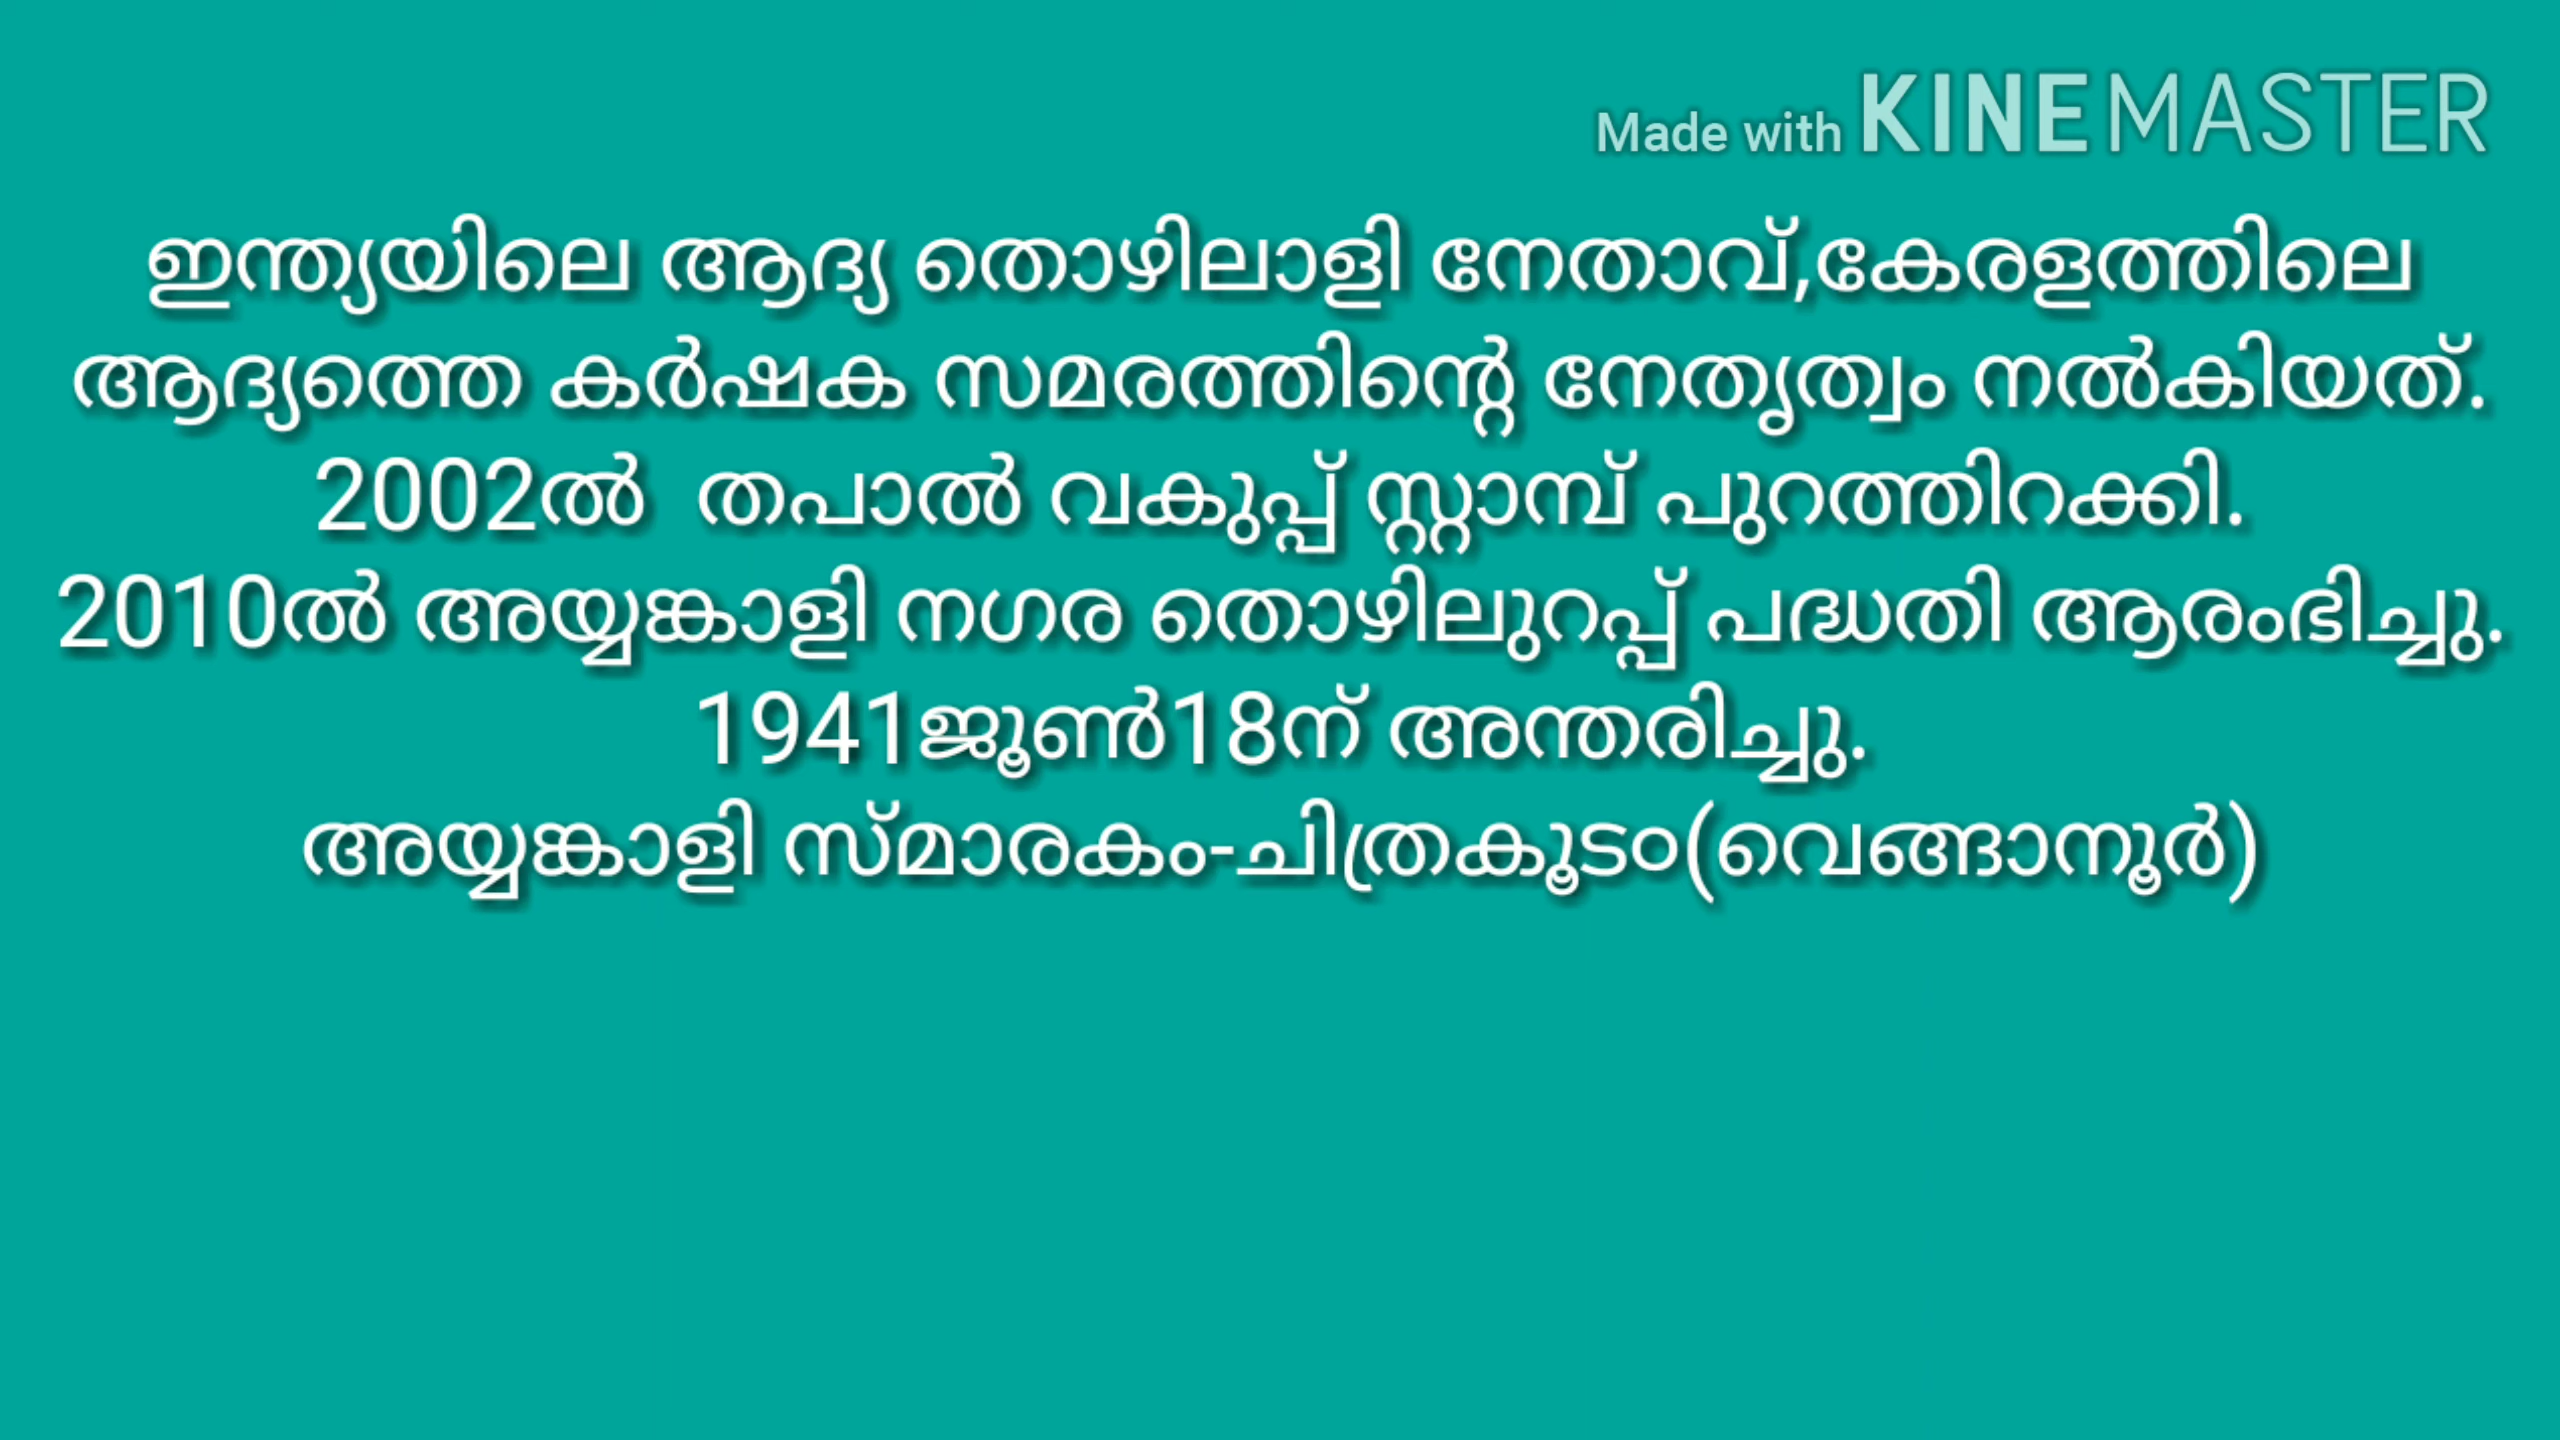 Made with KINEMASTER
ഇന്ത്യയിലെ ആദ്യ തൊഴിലാളി നേതാവ്,കേരളത്തിലെ
ആദ്യത്തെ കർഷക സമരത്തിന്റെ നേതൃത്വം നൽകിയത്.
2002ൽ  തപാൽ വകുപ്പ് സ്റ്റാമ്പ് പുറത്തിറക്കി.
2010ൽ അയ്യങ്കാളി നഗര തൊഴിലുറപ്പ് പദ്ധതി ആരംഭിച്ചു.
1941ജൂൺ18ന് അന്തരിച്ചു.
അയ്യങ്കാളി സ്മാരകം-ചിത്രകൂടം(വെങ്ങാനൂർ)